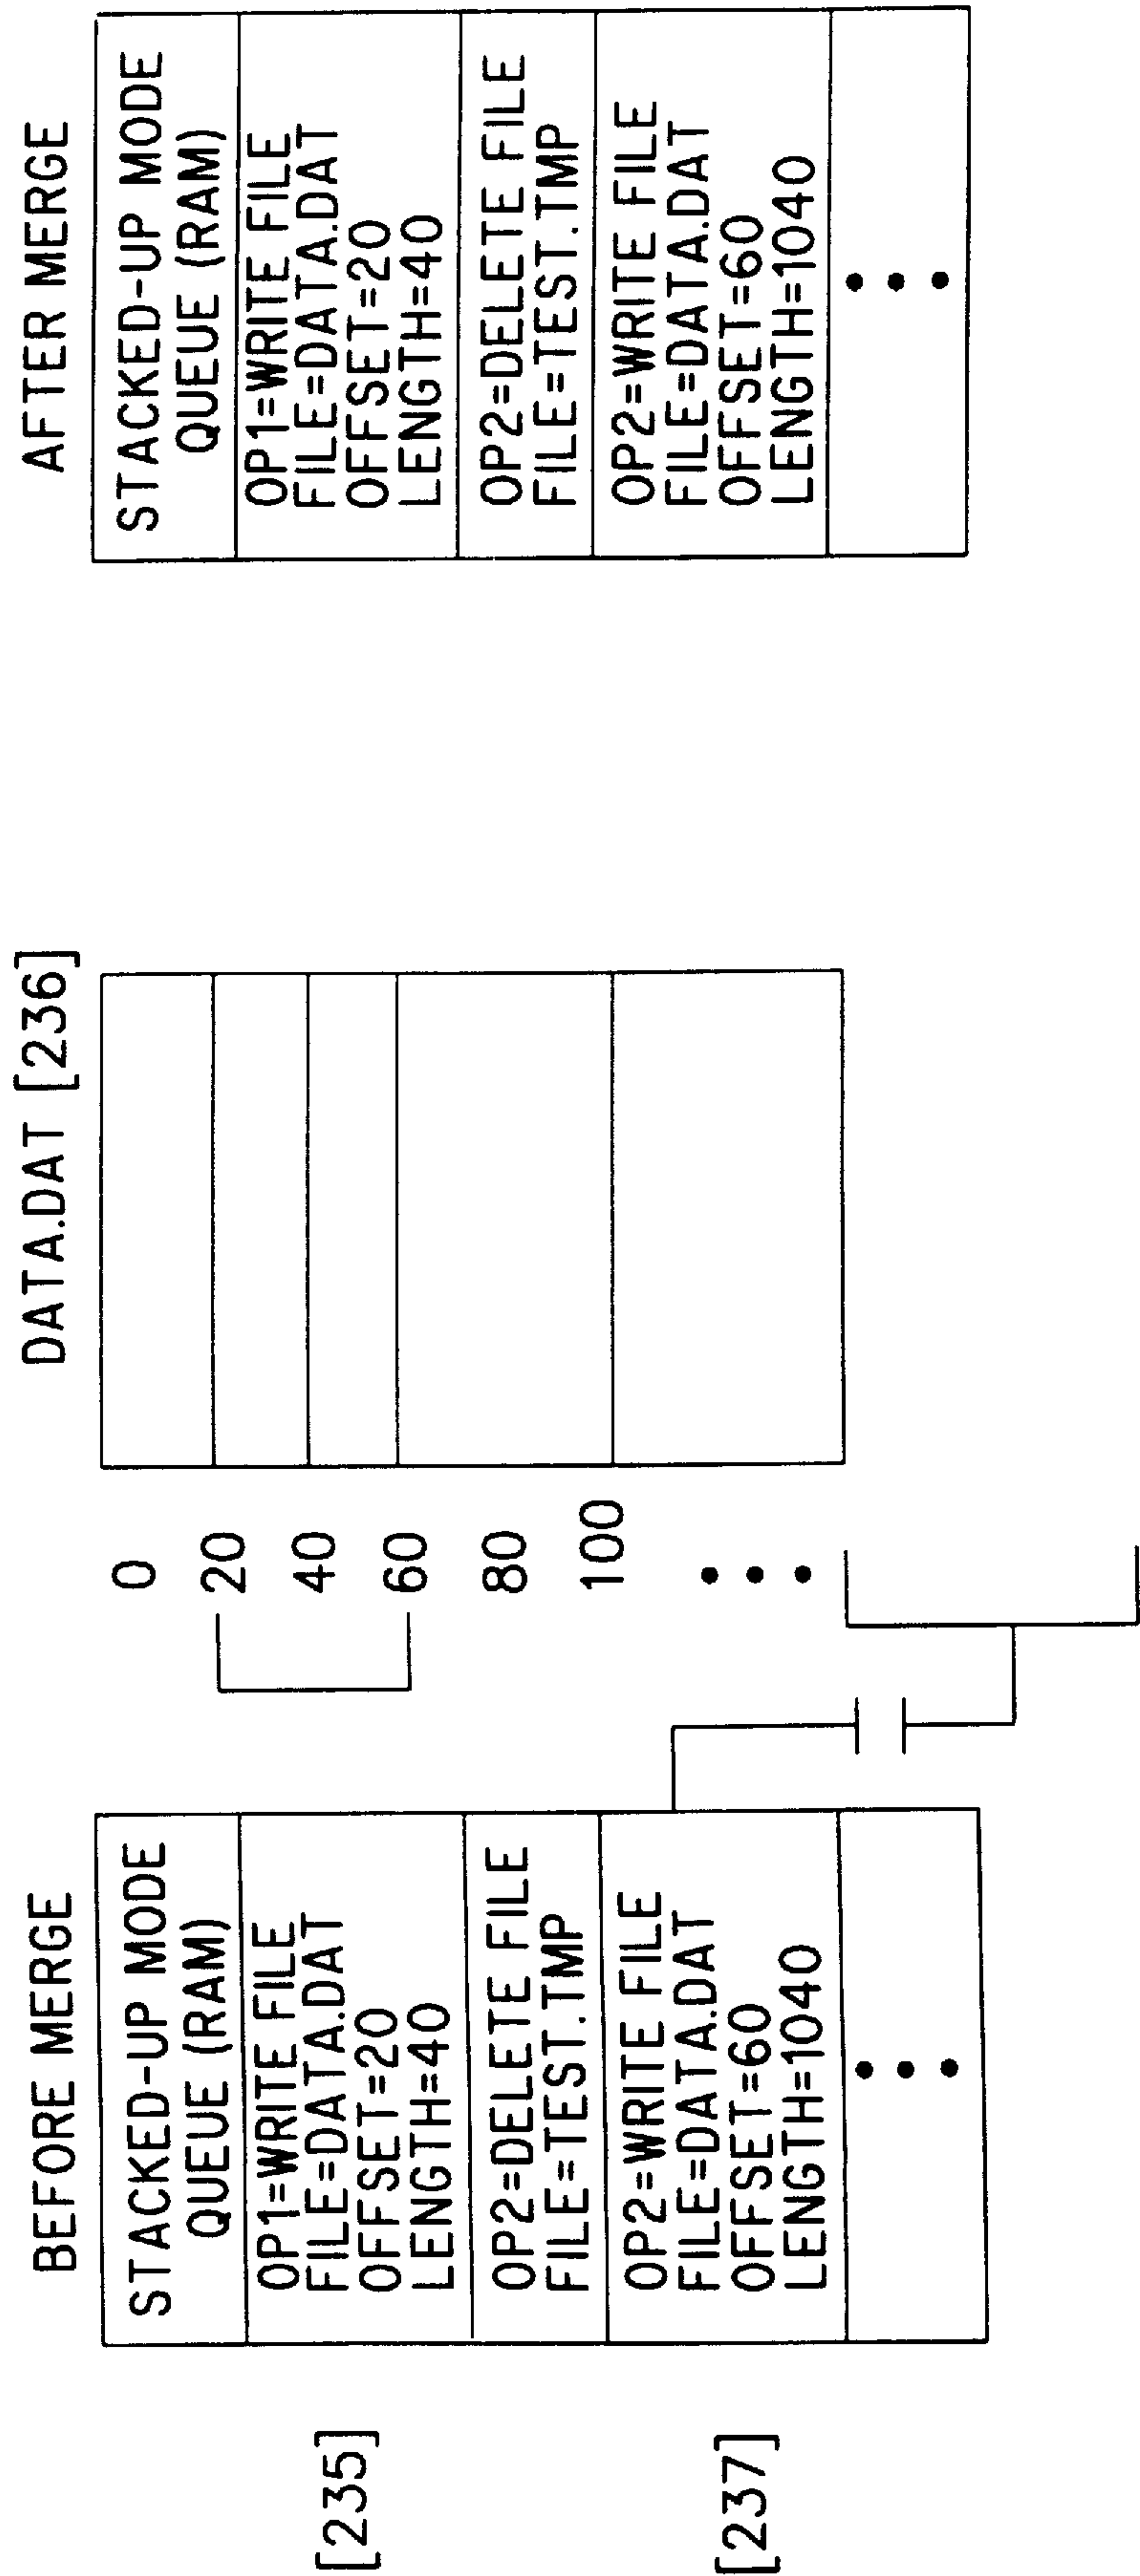 BEFORE MERGE
STACKED-UP MODE
QUEUE (RAM)
[235]
OP1=WRITE FILE
FILE=DATA.DAT
OFFSET=20
LENGTH=40
OP2=DELETE FILE
FILE=TEST.TMP
[237]
OP2=WRITE FILE
FILE=DATA.DAT
OFFSET=60
LENGTH=1040
DATA.DAT [236]
0
20
40
60
80
100
AFTER MERGE
STACKED-UP MODE
QUEUE (RAM)
OP1=WRITE FILE
FILE=DATA.DAT
OFFSET=20
LENGTH=40
OP2=DELETE FILE
FILE=TEST.TMP
OP2=WRITE FILE
FILE=DATA.DAT
OFFSET=60
LENGTH=1040